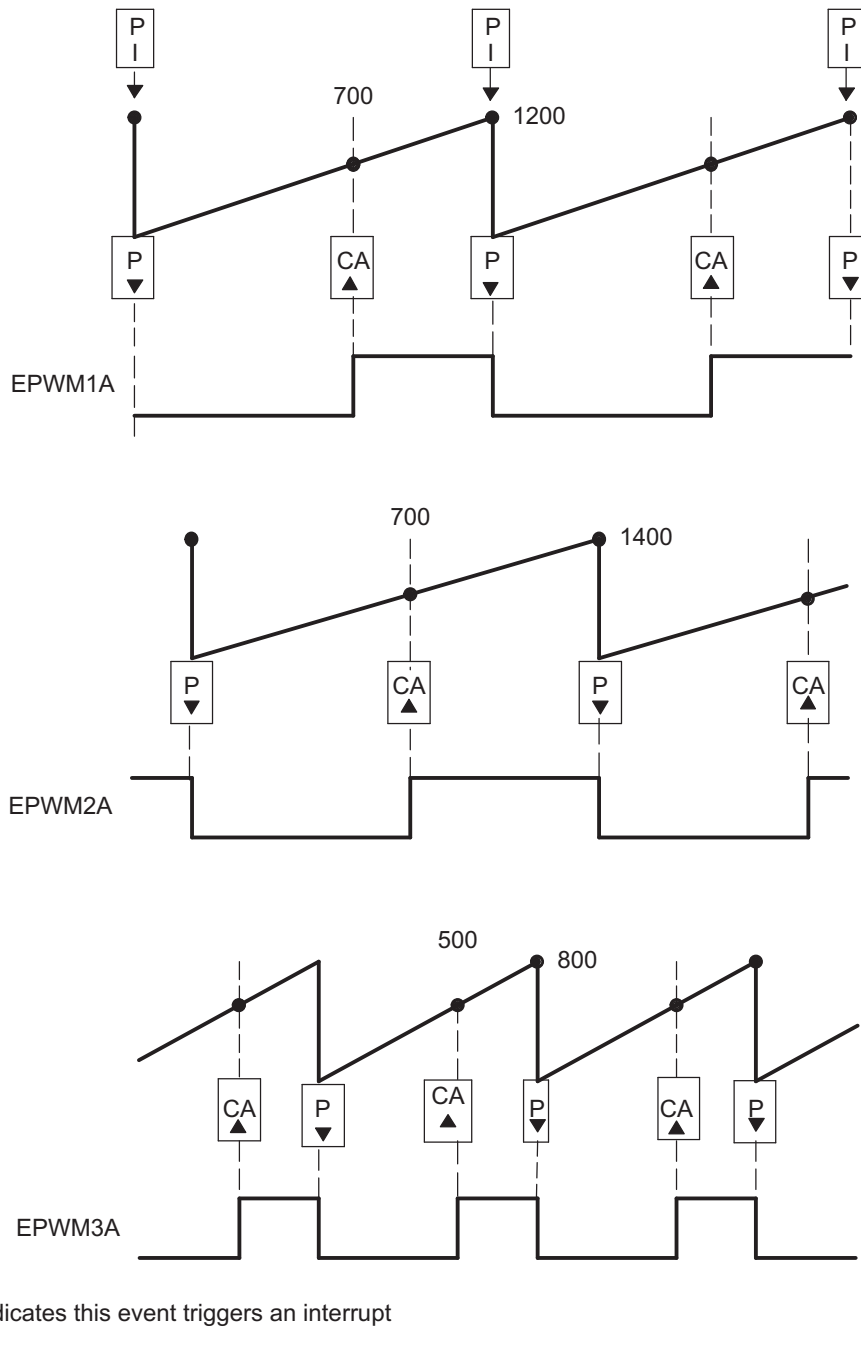 P P P
I I I
700
1200
P CA P CA P
EPWM1A
700
1400
P CA P CA
EPWM2A
500
800
CA P CA P CA P
EPWM3A
dicates this event triggers an interrupt